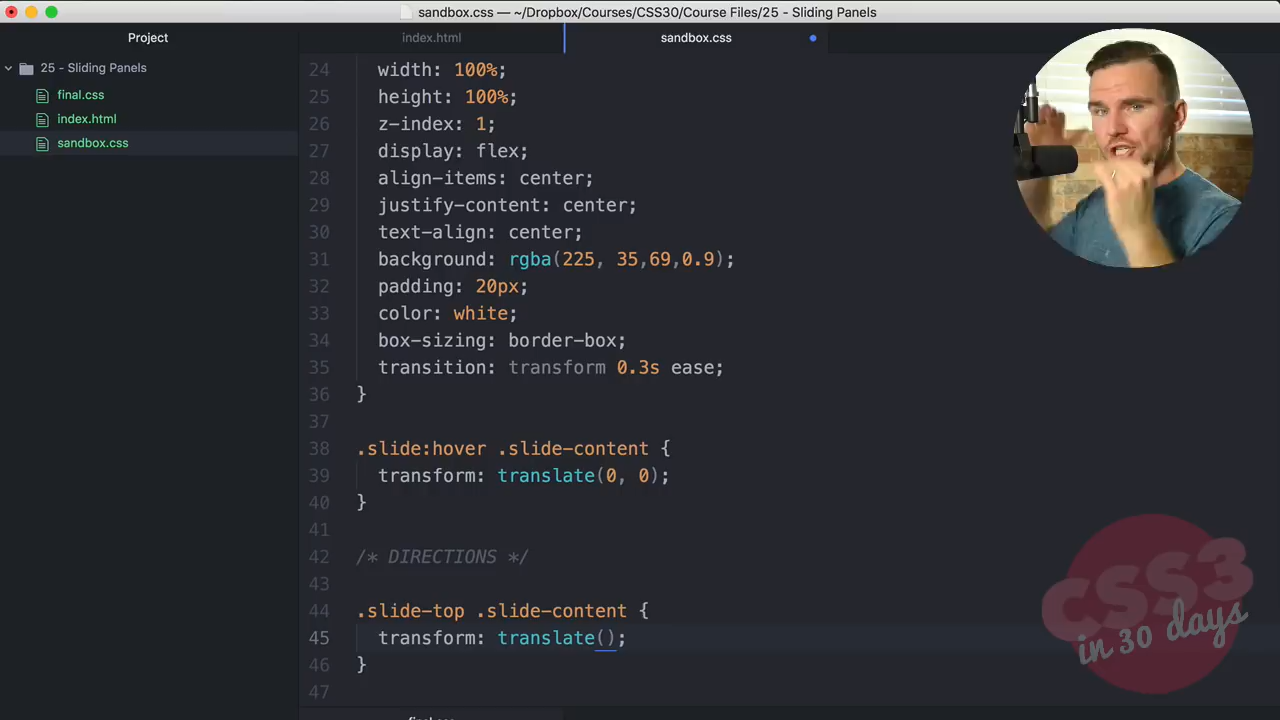 sandbox.css — ~/Dropbox/Courses/CSS30/Course Files/25 - Sliding Panels
Project
index.html
sandbox.css
25 - Sliding Panels
final.css
index.html
sandbox.css
24 width: 100%;
25 height: 100%;
26 z-index: 1;
27 display: flex;
28 align-items: center;
29 justify-content: center;
30 text-align: center;
31 background: rgba(225, 35,69,0.9);
32 padding: 20px;
33 color: white;
34 box-sizing: border-box;
35 transition: transform 0.3s ease;
36 }
37
38 .slide:hover .slide-content {
39 transform: translate(0, 0);
40 }
41
42 /* DIRECTIONS */
43
44 .slide-top .slide-content {
45 transform: translate();
46 }
47
final.css
CSS3
in 30 days